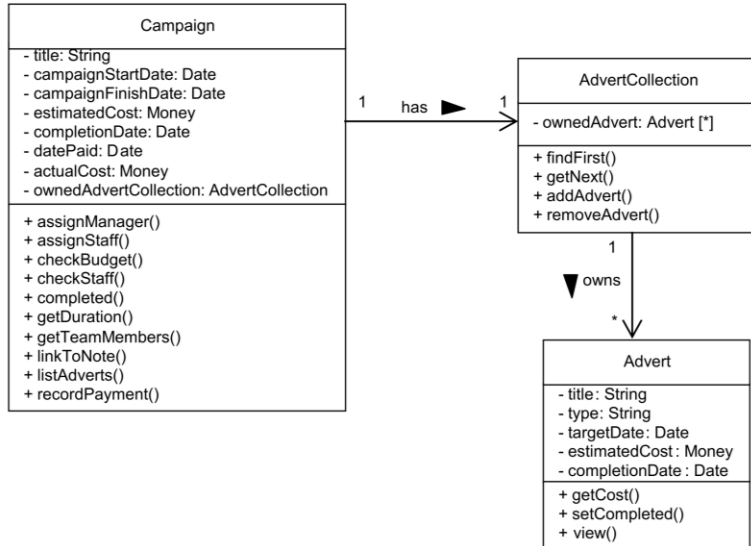 Campaign
- title: String
- campaignStartDate: Date
- campaignFinishDate: Date
- estimatedCost: Money
- completionDate: Date
- datePaid: Date
- actualCost: Money
- ownedAdvertCollection: AdvertCollection
+ assignManager()
+ assignStaff()
+ checkBudget()
+ checkStaff()
+ completed()
+ getDuration()
+ getTeamMembers()
+ linkToNote()
+ listAdverts()
+ recordPayment()
1 has 1
AdvertCollection
- ownedAdvert: Advert [*]
+ findFirst()
+ getNext()
+ addAdvert()
+ removeAdvert()
1
owns
*
Advert
- title: String
- type: String
- targetDate: Date
- estimatedCost: Money
- completionDate : Date
+ getCost()
+ setCompleted()
+ view()